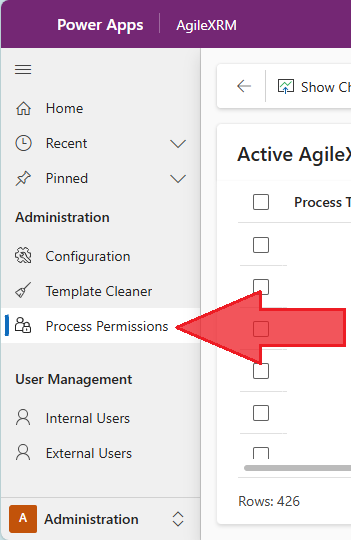 Power Apps AgileXRM
Home
Recent
Pinned
Administration
Configuration
Template Cleaner
Process Permissions
User Management
Internal Users
External Users
A Administration
Show Ch
Active AgileX
Process T
Rows: 426